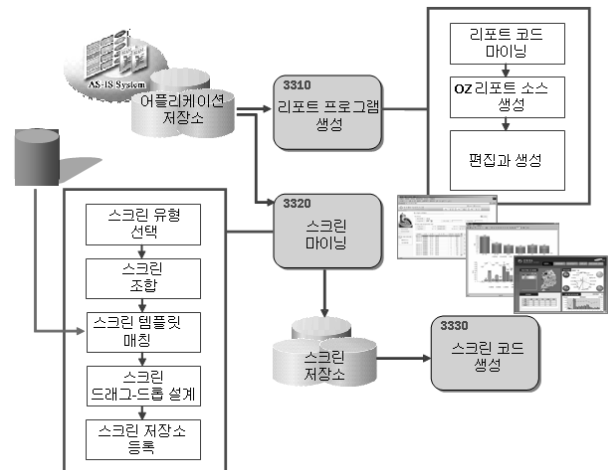 AS-IS System
어플리케이션
저장소
3310
리포트 프로그램
생성
리포트 코드
마이닝
OZ 리포트 소스
생성
편집과 생성
3320
스크린
마이닝
스크린 유형
선택
스크린
조합
스크린 템플릿
매칭
스크린
드래그-드롭 설계
스크린 저장소
등록
스크린
저장소
3330
스크린 코드
생성